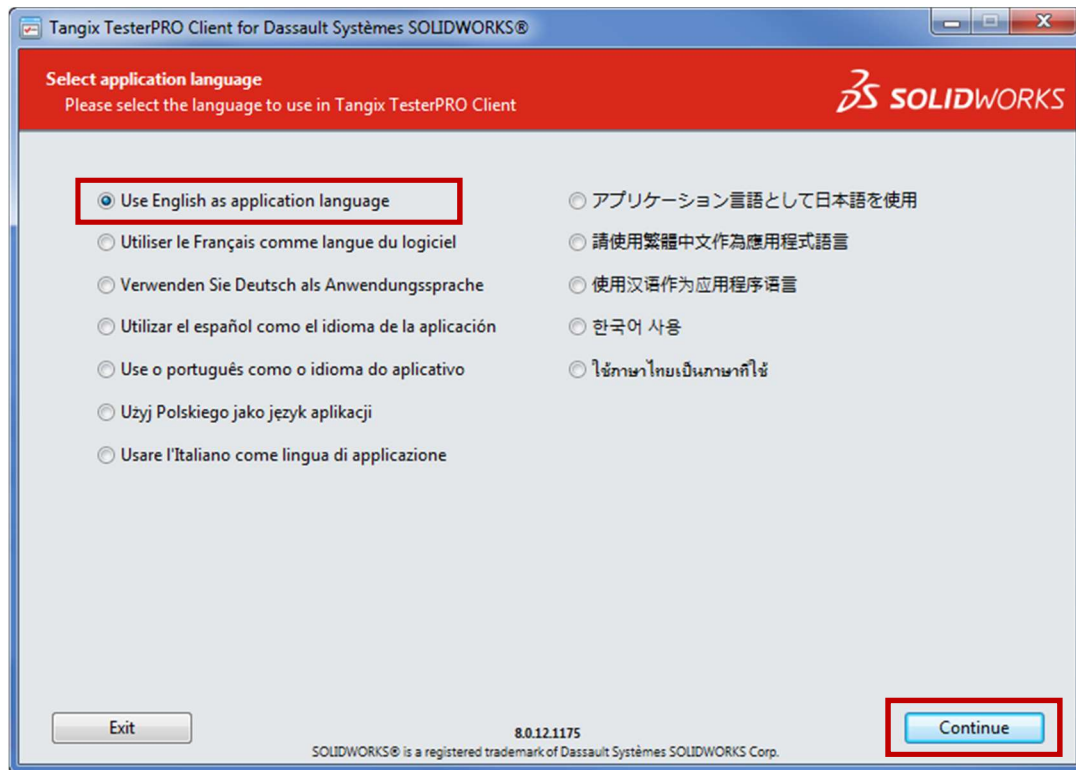 Tangix TesterPRO Client for Dassault Systèmes SOLIDWORKS®
Select application language
Please select the language to use in Tangix TesterPRO Client
SOLIDWORKS
Use English as application language
Utiliser le Français comme langue du logiciel
Verwenden Sie Deutsch als Anwendungssprache
Utilizar el español como el idioma de la aplicación
Use o português como o idioma do aplicativo
Użyj Polskiego jako język aplikacji
Usare l'Italiano come lingua di applicazione
アプリケーション言語として日本語を使用
請使用繁體中文作為應用程式語言
使用汉语作为应用程序语言
한국어 사용
ใช้ภาษาไทยเป็นภาษาที่ใช้
Exit
8.0.12.1175
SOLIDWORKS® is a registered trademark of Dassault Systèmes SOLIDWORKS Corp.
Continue